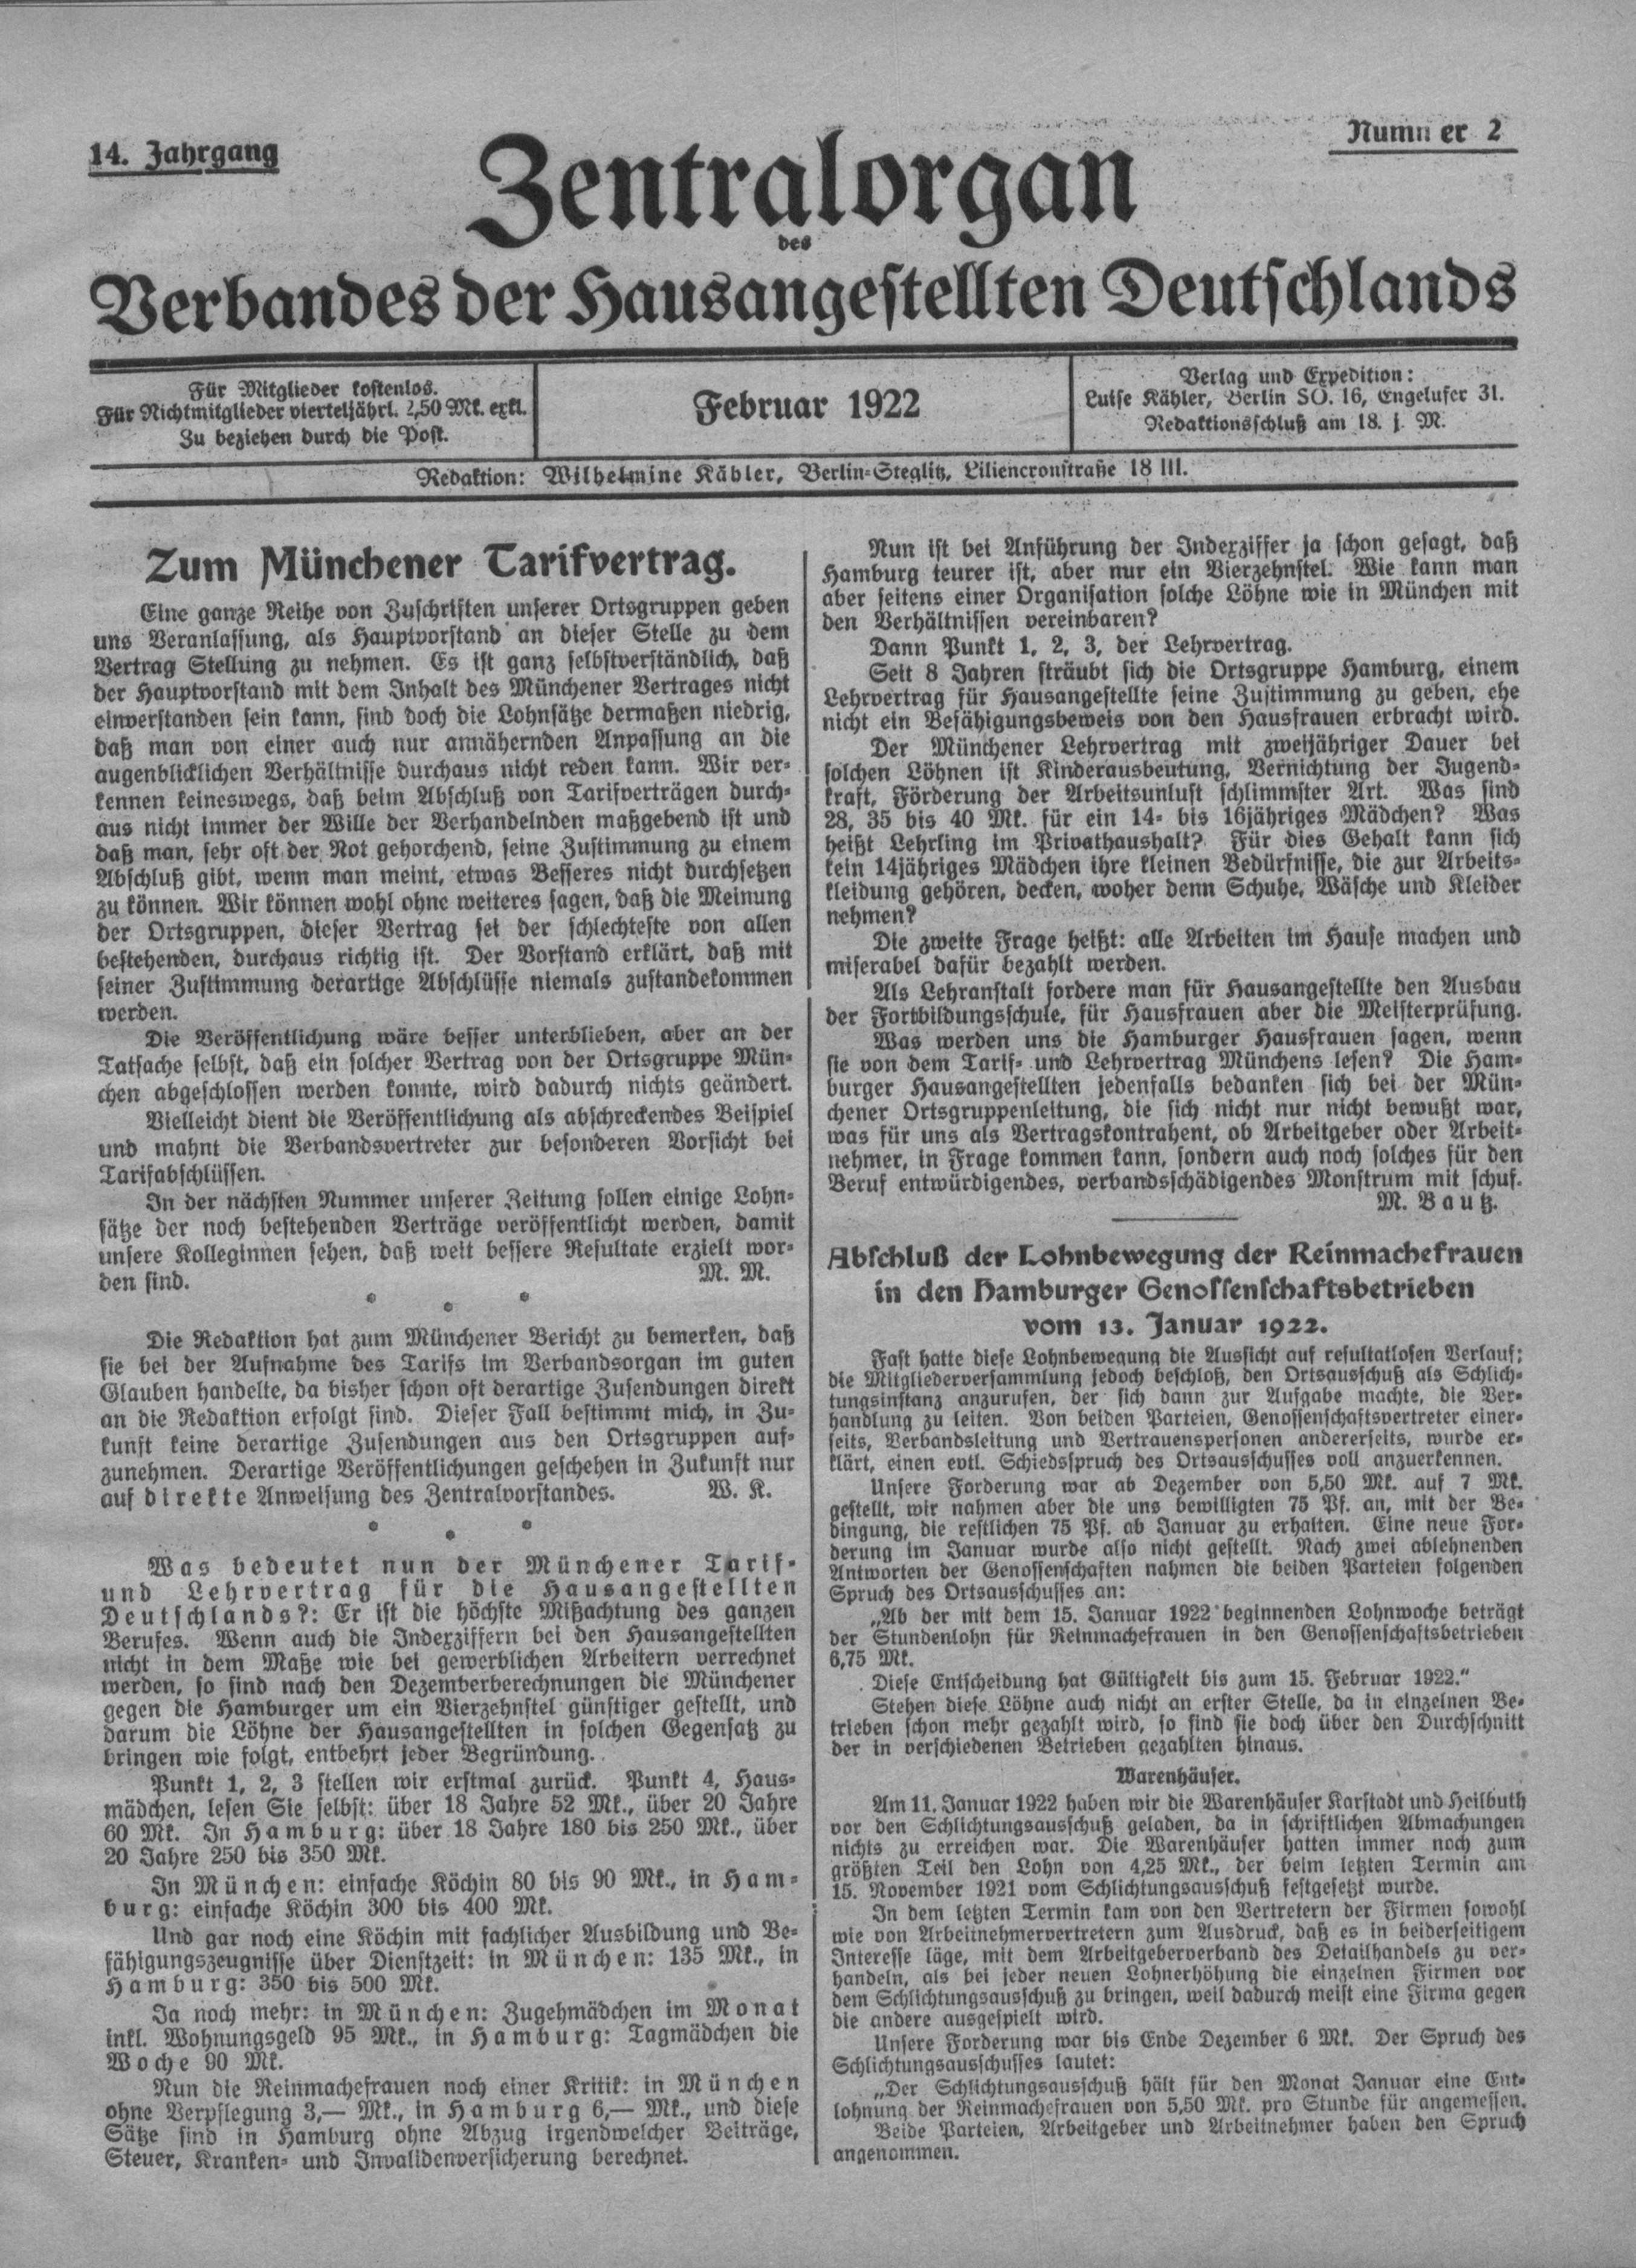 14. Jahrgang
Nummer 2
Zentralorgan
des
Verbandes der Hausangestellten Deutschlands
Für Mitglieder kostenlos.
Für Nichtmitglieder vierteljährl. 2,50 Mk. exkl.
Zu beziehen durch die Post.
Februar 1922
Verlag und Expedition:
Luise Kähler, Berlin SO. 16, Engelufer 31.
Redaktionsschluß am 18. j. M.
Redaktion: Wilhelmine Kähler, Berlin-Steglitz, Liliencronstraße 18 III.
Zum Münchener Tarifvertrag.
Eine ganze Reihe von Zuschriften unserer Ortsgruppen geben
uns Veranlassung, als Hauptvorstand an dieser Stelle zu dem
Vertrag Stellung zu nehmen. Es ist ganz selbstverständlich, daß
der Hauptvorstand mit dem Inhalt des Münchener Vertrages nicht
einverstanden sein kann, sind doch die Lohnsätze dermaßen niedrig,
daß man von einer auch nur annähernden Anpassung an die
augenblicklichen Verhältnisse durchaus nicht reden kann. Wir ver-
kennen keineswegs, daß beim Abschluß von Tarifverträgen durch-
aus nicht immer der Wille der Verhandelnden maßgebend ist und
daß man, sehr oft der Not gehorchend, seine Zustimmung zu einem
Abschluß gibt, wenn man meint, etwas Besseres nicht durchsetzen
zu können. Wir können wohl ohne weiteres sagen, daß die Meinung
der Ortsgruppen, dieser Vertrag sei der schlechteste von allen
bestehenden, durchaus richtig ist. Der Vorstand erklärt, daß mit
seiner Zustimmung derartige Abschlüsse niemals zustandekommen
werden.
Die Veröffentlichung wäre besser unterblieben, aber an der
Tatsache selbst, daß ein solcher Vertrag von der Ortsgruppe Mün-
chen abgeschlossen werden konnte, wird dadurch nichts geändert.
Vielleicht dient die Veröffentlichung als abschreckendes Beispiel
und mahnt die Verbandsvertreter zur besonderen Vorsicht bei
Tarifabschlüssen.
In der nächsten Nummer unserer Zeitung sollen einige Lohn-
sätze der noch bestehenden Verträge veröffentlicht werden, damit
unsere Kolleginnen sehen, daß weit bessere Resultate erzielt wor-
den sind. M. M.
* * *
Die Redaktion hat zum Münchener Bericht zu bemerken, daß
sie bei der Aufnahme des Tarifs im Verbandsorgan im guten
Glauben handelte, da bisher schon oft derartige Zusendungen direkt
an die Redaktion erfolgt sind. Dieser Fall bestimmt mich, in Zu-
kunft keine derartige Zusendungen aus den Ortsgruppen auf-
zunehmen. Derartige Veröffentlichungen geschehen in Zukunft nur
auf direkte Anweisung des Zentralvorstandes. W. K.
* * *
Was bedeutet nun der Münchener Tarif-
und Lehrvertrag für die Hausangestellten
Deutschlands?: Er ist die höchste Mißachtung des ganzen
Berufes. Wenn auch die Indexziffern bei den Hausangestellten
nicht in dem Maße wie bei gewerblichen Arbeitern verrechnet
werden, so sind nach den Dezemberberechnungen die Münchener
gegen die Hamburger um ein Vierzehnstel günstiger gestellt, und
darum die Löhne der Hausangestellten in solchen Gegensatz zu
bringen wie folgt, entbehrt jeder Begründung.
Punkt 1, 2, 3 stellen wir erstmal zurück. Punkt 4, Haus-
mädchen, lesen Sie selbst: über 18 Jahre 52 Mk., über 20 Jahre
60 Mk. In Hamburg: über 18 Jahre 180 bis 250 Mk., über
20 Jahre 250 bis 350 Mk.
In München: einfache Köchin 80 bis 90 Mk., in Ham-
burg: einfache Köchin 300 bis 400 Mk.
Und gar noch eine Köchin mit fachlicher Ausbildung und Be-
fähigungszeugnisse über Dienstzeit: in München: 135 Mk., in
Hamburg: 350 bis 500 Mk.
Ja noch mehr: in München: Zugehmädchen im Monat
inkl. Wohnungsgeld 95 Mk., in Hamburg: Tagmädchen die
Woche 90 Mk.
Nun die Reinmachefrauen noch einer Kritik: in München
ohne Verpflegung 3,— Mk., in Hamburg 6,— Mk., und diese
Sätze sind in Hamburg ohne Abzug irgendwelcher Beiträge,
Steuer, Kranken- und Invalidenversicherung berechnet.
Nun ist bei Anführung der Indexziffer ja schon gesagt, daß
Hamburg teurer ist, aber nur ein Vierzehnstel. Wie kann man
aber seitens einer Organisation solche Löhne wie in München mit
den Verhältnissen vereinbaren?
Dann Punkt 1, 2, 3, der Lehrvertrag.
Seit 8 Jahren sträubt sich die Ortsgruppe Hamburg, einem
Lehrvertrag für Hausangestellte seine Zustimmung zu geben, ehe
nicht ein Befähigungsbeweis von den Hausfrauen erbracht wird.
Der Münchener Lehrvertrag mit zweijähriger Dauer bei
solchen Löhnen ist Kinderausbeutung, Vernichtung der Jugend-
kraft, Förderung der Arbeitsunlust schlimmster Art. Was sind
28, 35 bis 40 Mk. für ein 14- bis 16jähriges Mädchen? Was
heißt Lehrling im Privathaushalt? Für dies Gehalt kann sich
kein 14jähriges Mädchen ihre kleinen Bedürfnisse, die zur Arbeits-
kleidung gehören, decken, woher denn Schuhe, Wäsche und Kleider
nehmen?
Die zweite Frage heißt: alle Arbeiten im Hause machen und
miserabel dafür bezahlt werden.
Als Lehranstalt fordere man für Hausangestellte den Ausbau
der Fortbildungsschule, für Hausfrauen aber die Meisterprüfung.
Was werden uns die Hamburger Hausfrauen sagen, wenn
sie von dem Tarif- und Lehrvertrag Münchens lesen? Die Ham-
burger Hausangestellten jedenfalls bedanken sich bei der Mün-
chener Ortsgruppenleitung, die sich nicht nur nicht bewußt war,
was für uns als Vertragskontrahent, ob Arbeitgeber oder Arbeit-
nehmer, in Frage kommen kann, sondern auch noch solches für den
Beruf entwürdigendes, verbandsschädigendes Monstrum mit schuf.
M. Bautz.
Abschluß der Lohnbewegung der Reinmachefrauen
in den Hamburger Genossenschaftsbetrieben
vom 13. Januar 1922.
Fast hatte diese Lohnbewegung die Aussicht auf resultatlosen Verlauf;
die Mitgliederversammlung jedoch beschloß, den Ortsausschuß als Schlich-
tungsinstanz anzurufen, der sich dann zur Aufgabe machte, die Ver-
handlung zu leiten. Von beiden Parteien, Genossenschaftsvertreter einer-
seits, Verbandsleitung und Vertrauenspersonen andererseits, wurde er-
klärt, einen evtl. Schiedsspruch des Ortsausschusses voll anzuerkennen.
Unsere Forderung war ab Dezember von 5,50 Mk. auf 7 Mk.
gestellt, wir nahmen aber die uns bewilligten 75 Pf. an, mit der Be-
dingung, die restlichen 75 Pf. ab Januar zu erhalten. Eine neue For-
derung im Januar wurde also nicht gestellt. Nach zwei ablehnenden
Antworten der Genossenschaften nahmen die beiden Parteien folgenden
Spruch des Ortsausschusses an:
„Ab der mit dem 15. Januar 1922 beginnenden Lohnwoche beträgt
der Stundenlohn für Reinmachefrauen in den Genossenschaftsbetrieben
6,75 Mk.
Diese Entscheidung hat Gültigkeit bis zum 15. Februar 1922.“
Stehen diese Löhne auch nicht an erster Stelle, da in einzelnen Be-
trieben schon mehr gezahlt wird, so sind sie doch über den Durchschnitt
der in verschiedenen Betrieben gezahlten hinaus.
Warenhäuser.
Am 11. Januar 1922 haben wir die Warenhäuser Karstadt und Heilbuth
vor den Schlichtungsausschuß geladen, da in schriftlichen Abmachungen
nichts zu erreichen war. Die Warenhäuser hatten immer noch zum
größten Teil den Lohn von 4,25 Mk., der beim letzten Termin am
15. November 1921 vom Schlichtungsausschuß festgesetzt wurde.
In dem letzten Termin kam von den Vertretern der Firmen sowohl
wie von Arbeitnehmervertretern zum Ausdruck, daß es in beiderseitigem
Interesse läge, mit dem Arbeitgeberverband des Detailhandels zu ver-
handeln, als bei jeder neuen Lohnerhöhung die einzelnen Firmen vor
dem Schlichtungsausschuß zu bringen, weil dadurch meist eine Firma gegen
die andere ausgespielt wird.
Unsere Forderung war bis Ende Dezember 6 Mk. Der Spruch des
Schlichtungsausschusses lautet:
„Der Schlichtungsausschuß hält für den Monat Januar eine Ent-
lohnung der Reinmachefrauen von 5,50 Mk. pro Stunde für angemessen.
Beide Parteien, Arbeitgeber und Arbeitnehmer haben den Spruch
angenommen.